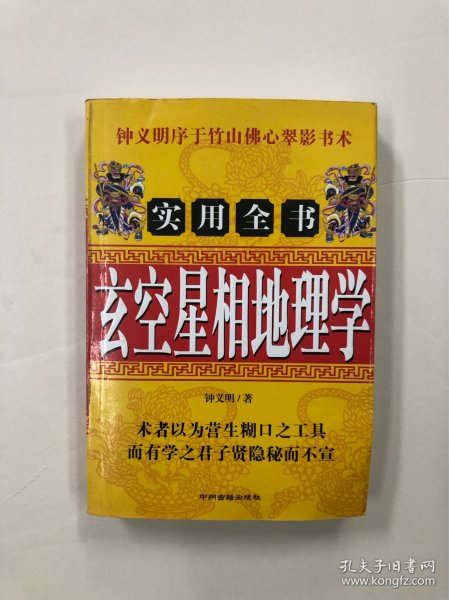 钟义明序于竹山佛心翠影书术
实用全书
玄空星相地理学
钟义明/著
术者以为营生糊口之工具
而有学之君子贤隐秘而不宣
中州古籍出版社
孔夫子旧书网
www.kongfz.com